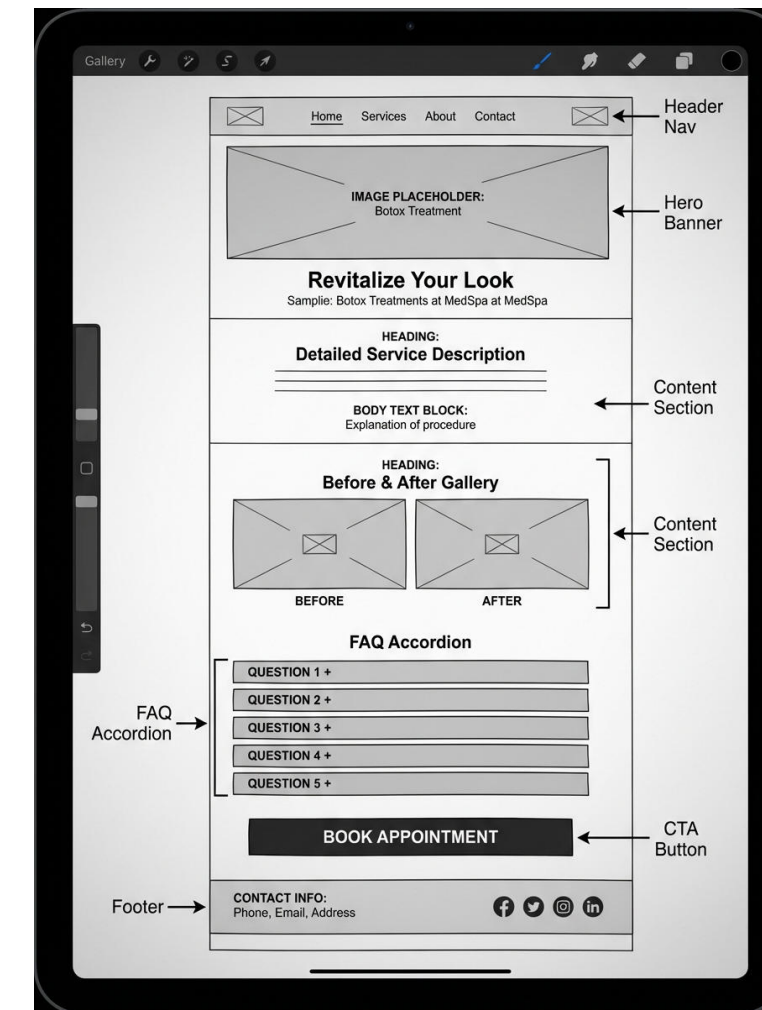 Gallery
Home Services About Contact
Header
Nav
IMAGE PLACEHOLDER:
Botox Treatment
Hero
Banner
Revitalize Your Look
Samplie: Botox Treatments at MedSpa at MedSpa
HEADING:
Detailed Service Description
BODY TEXT BLOCK:
Explanation of procedure
Content
Section
HEADING:
Before & After Gallery
BEFORE
AFTER
Content
Section
FAQ Accordion
QUESTION 1 +
QUESTION 2 +
QUESTION 3 +
QUESTION 4 +
QUESTION 5 +
FAQ
Accordion
BOOK APPOINTMENT
CTA
Button
Footer
CONTACT INFO:
Phone, Email, Address